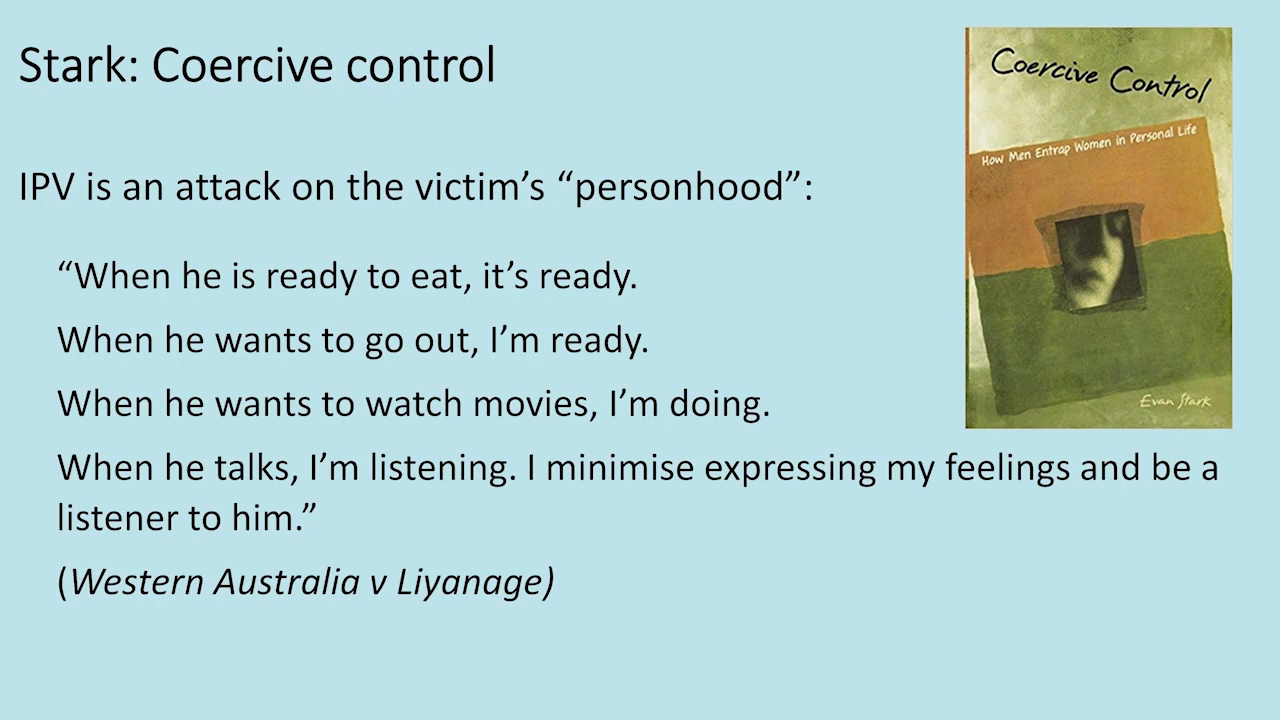 Stark: Coercive control
IPV is an attack on the victim’s “personhood”:
“When he is ready to eat, it’s ready.
When he wants to go out, I’m ready.
When he wants to watch movies, I’m doing.
When he talks, I’m listening. I minimise expressing my feelings and be a
listener to him.”
(Western Australia v Liyanage)
Coercive Control
How Men Entrap Women in Personal Life
Evan Stark